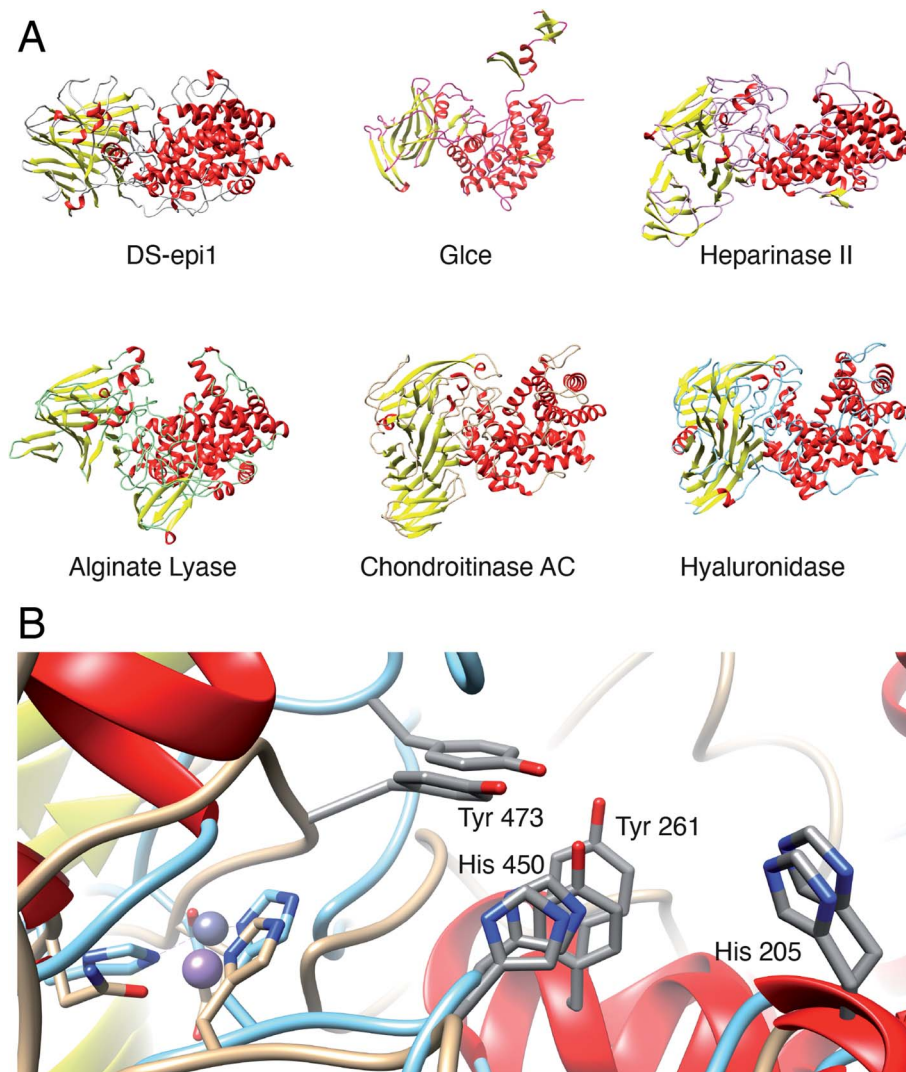 A
DS-epi1
Glce
Heparinase II
Alginate Lyase
Chondroitinase AC
Hyaluronidase
B
Tyr 473
Tyr 261
His 450
His 205